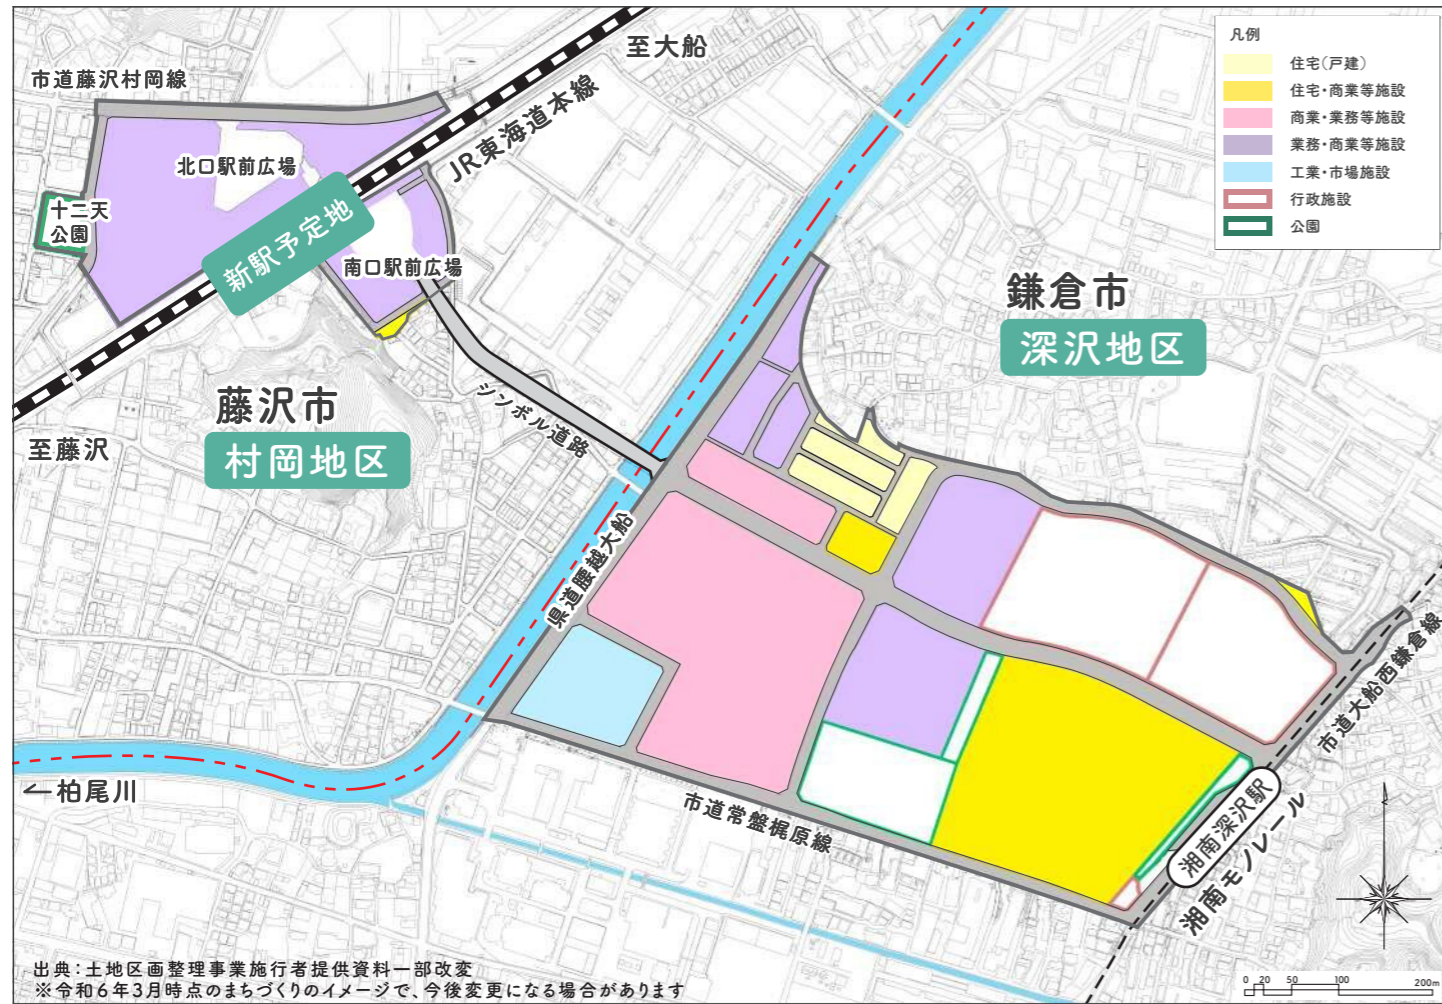 至大船
市道藤沢村岡線
JR東海道本線
北口駅前広場
十二天
公園
新駅予定地
南口駅前広場
藤沢市
村岡地区
至藤沢
シンボル道路
県道腰越大船
←柏尾川
鎌倉市
深沢地区
市道常盤梶原線
市道大船西鎌倉線
湘南深沢駅
湘南モノレール
凡例
住宅(戸建)
住宅・商業等施設
商業・業務等施設
業務・商業等施設
工業・市場施設
行政施設
公園
出典:土地区画整理事業施行者提供資料一部改変
※令和6年3月時点のまちづくりのイメージで、今後変更になる場合があります
0 20 50 100 200m